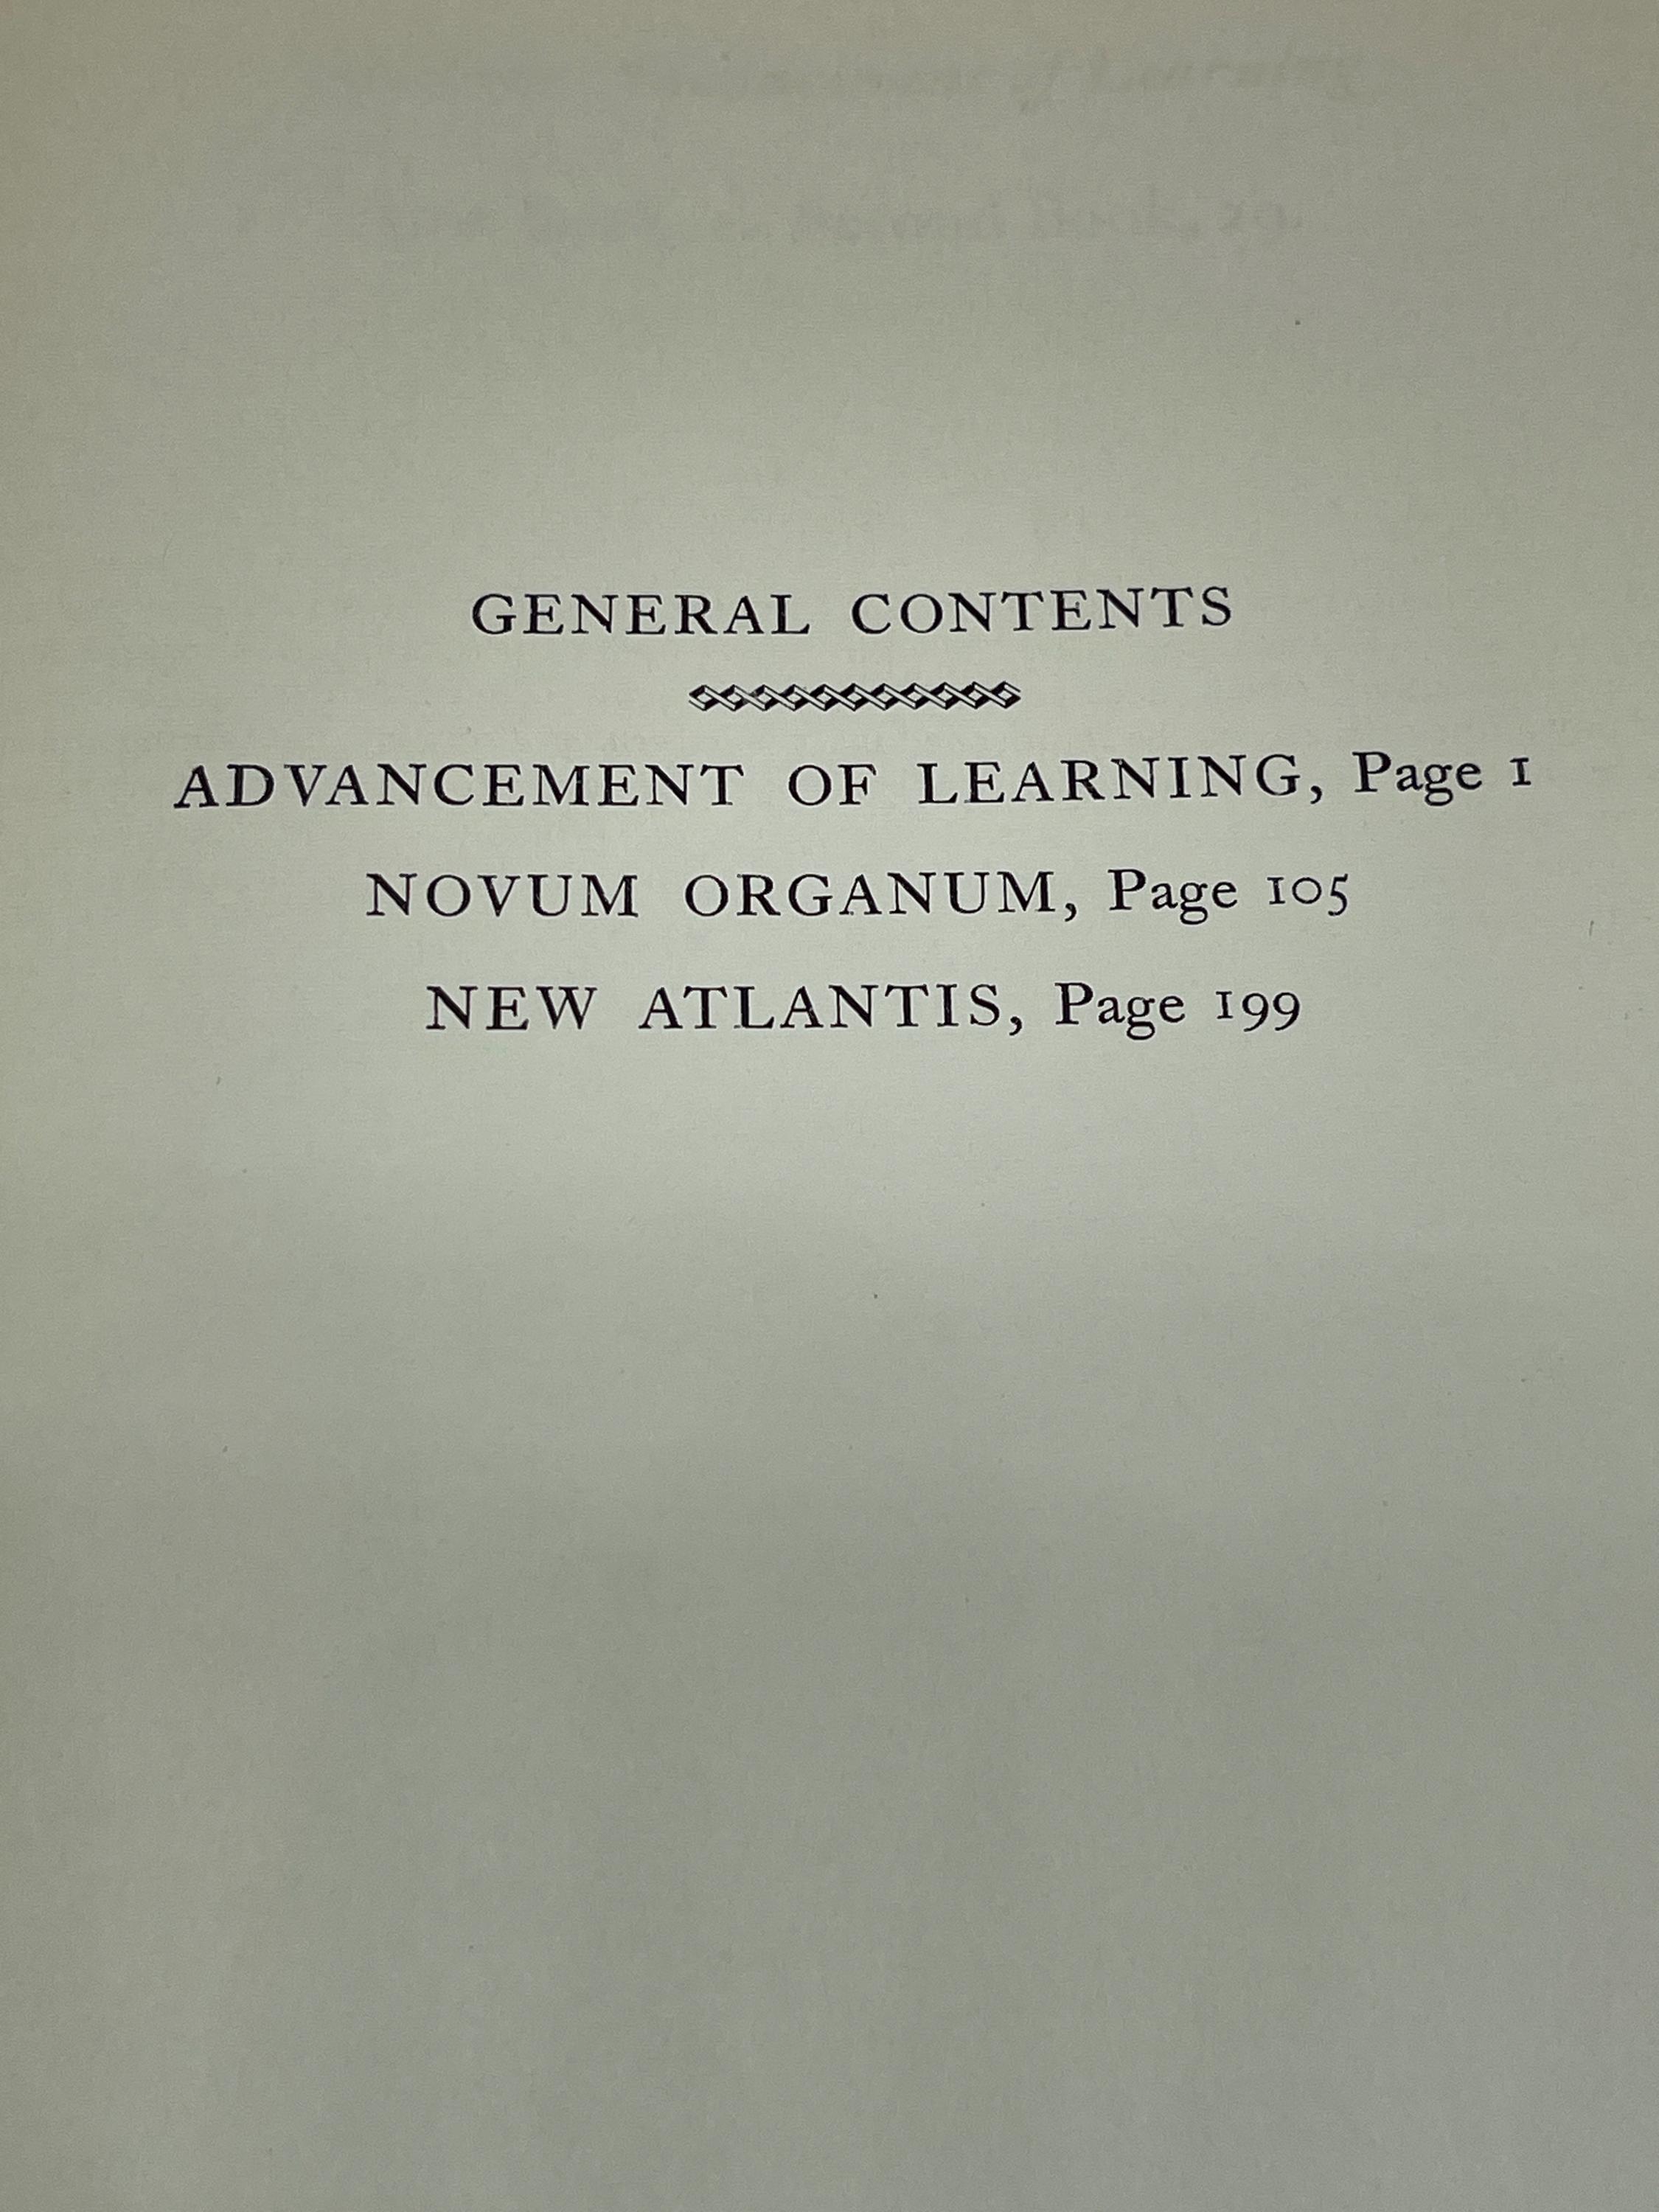 GENERAL CONTENTS
ADVANCEMENT OF LEARNING, Page 1
NOVUM ORGANUM, Page 105
NEW ATLANTIS, Page 199